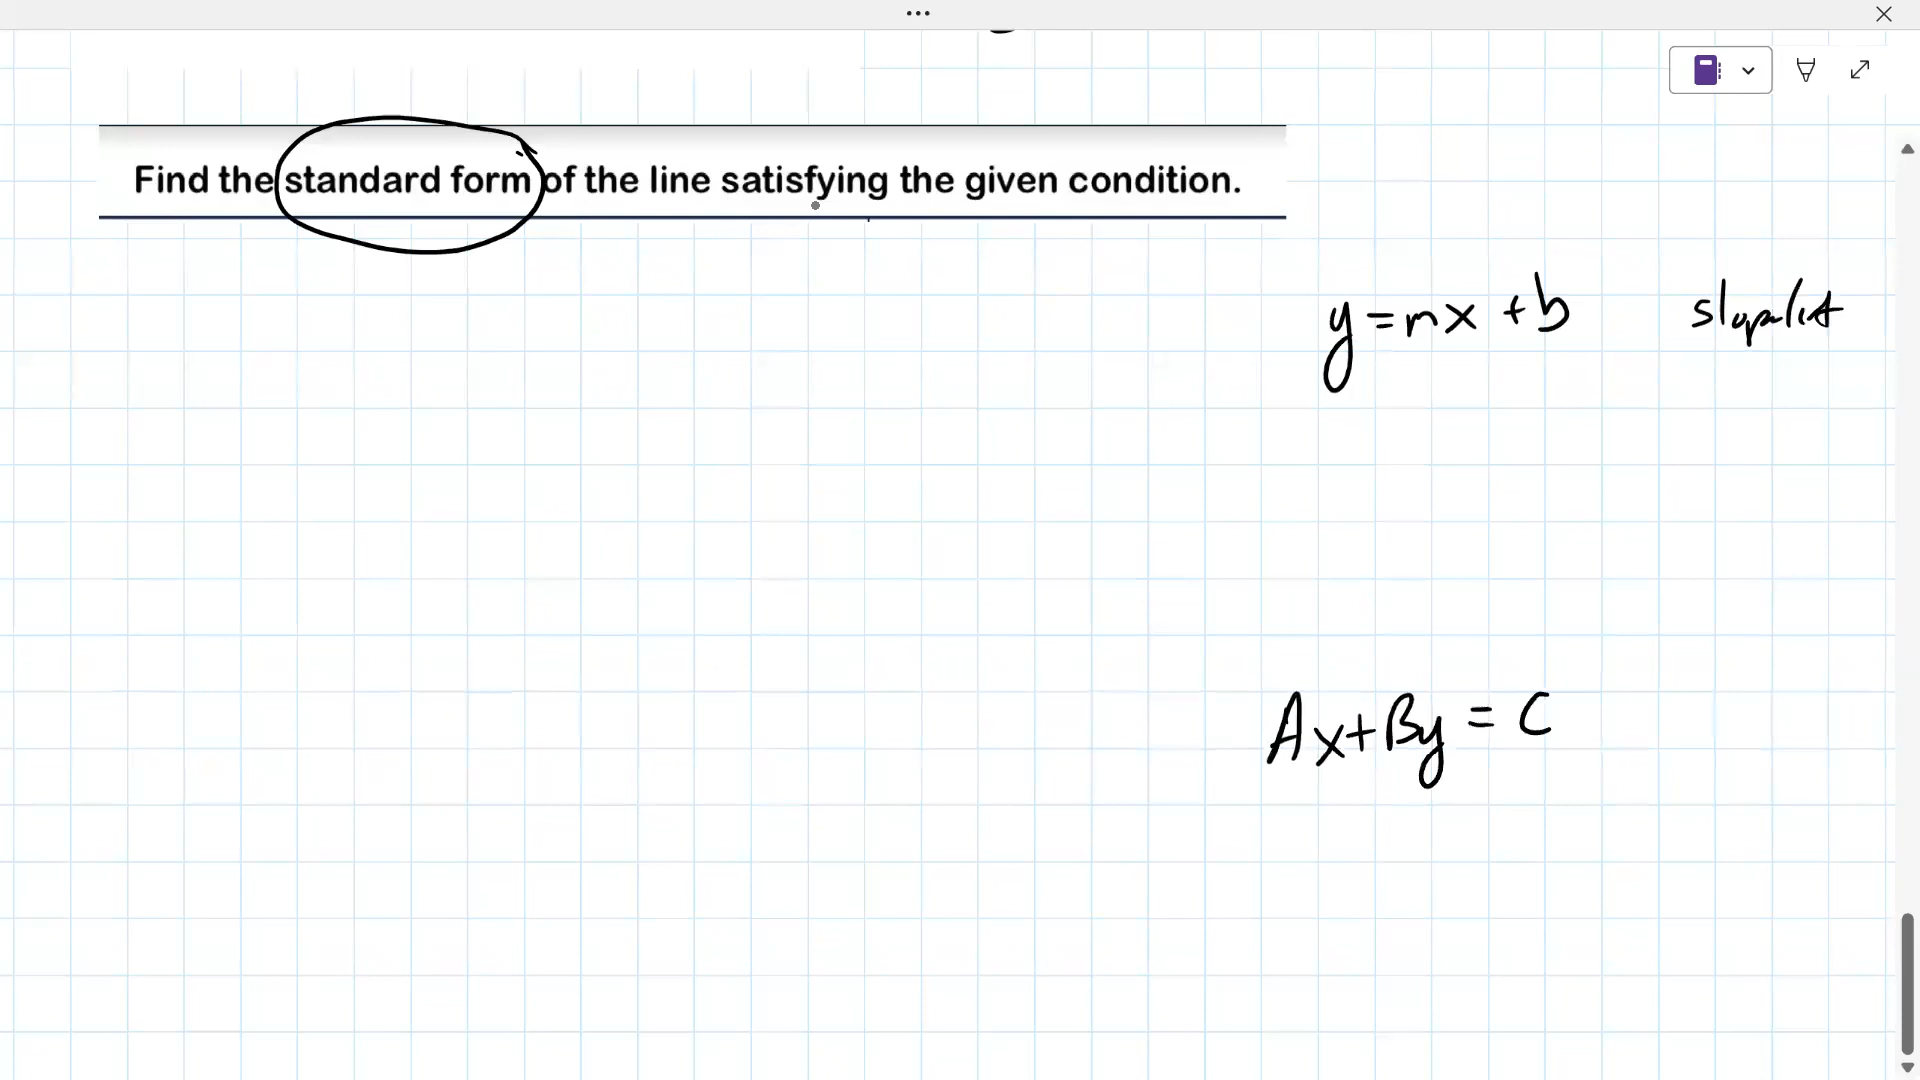 Find the standard form of the line satisfying the given condition.
y = mx + b
Ax + By = C